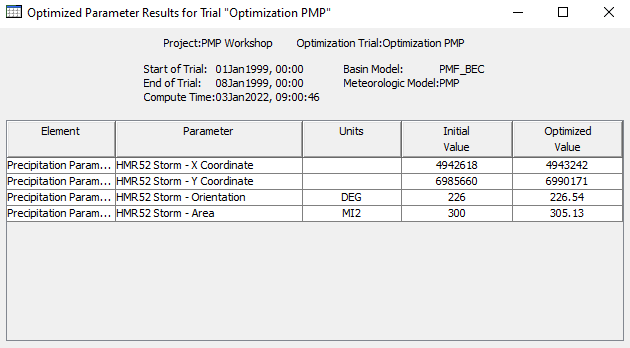 Optimized Parameter Results for Trial "Optimization PMP"
Project:PMP Workshop Optimization Trial:Optimization PMP
Start of Trial: 01Jan1999, 00:00 Basin Model: PMF_BEC
End of Trial: 08Jan1999, 00:00 Meteorologic Model:PMP
Compute Time:03Jan2022, 09:00:46
Element Parameter Units Initial Value Optimized Value
Precipitation Param... HMR52 Storm - X Coordinate 4942618 4943242
Precipitation Param... HMR52 Storm - Y Coordinate 6985660 6990171
Precipitation Param... HMR52 Storm - Orientation DEG 226 226.54
Precipitation Param... HMR52 Storm - Area MI2 300 305.13